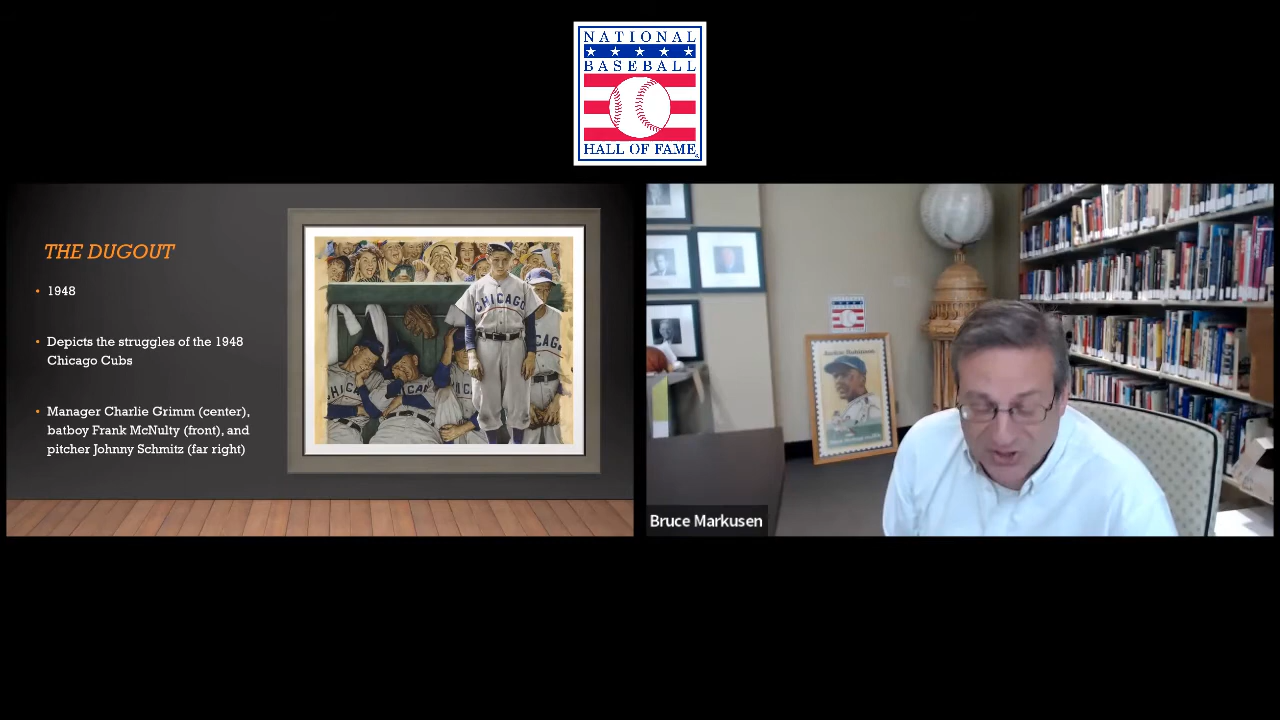 NATIONAL
BASEBALL
HALL OF FAME
THE DUGOUT
• 1948
• Depicts the struggles of the 1948
Chicago Cubs
• Manager Charlie Grimm (center),
batboy Frank McNulty (front), and
pitcher Johnny Schmitz (far right)
CHICAGO
Bruce Markusen